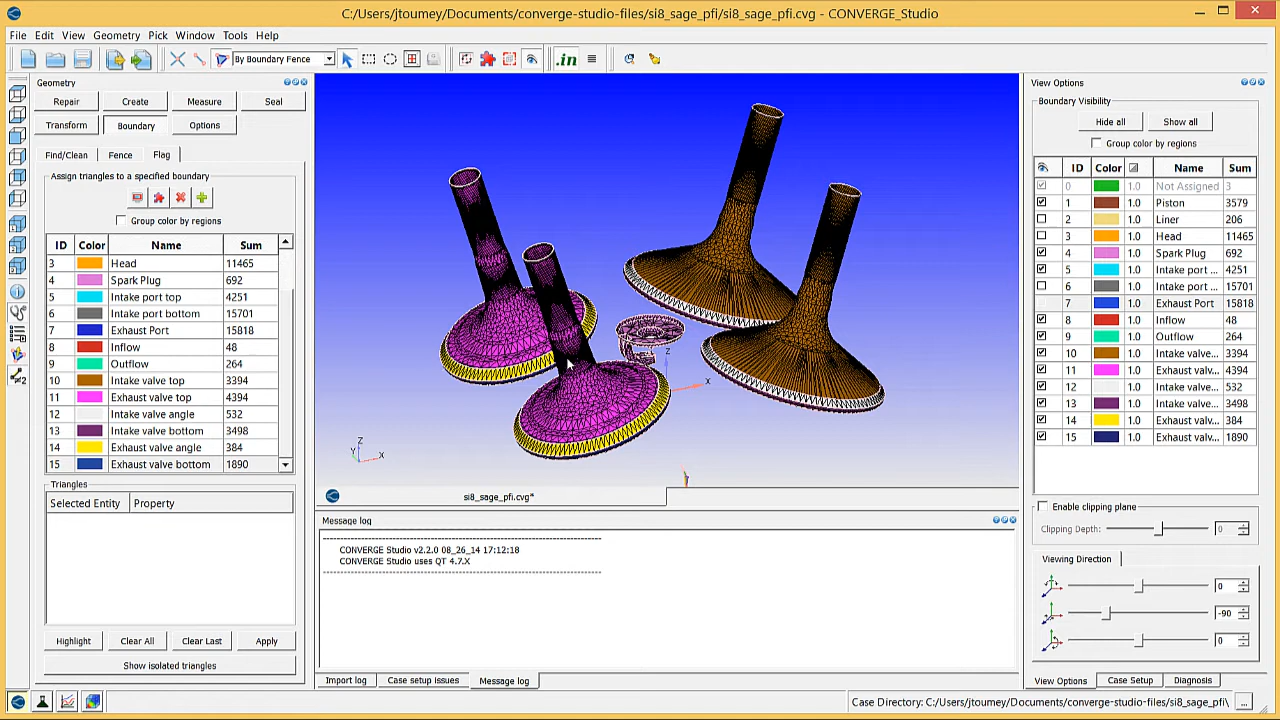 C:/Users/jtoumey/Documents/converge-studio-files/si8_sage_pfi/si8_sage_pfi.cvg - CONVERGE_Studio
File Edit View Geometry Pick Window Tools Help
By Boundary Fence
.in
Geometry
Repair Create Measure Seal
Transform Boundary Options
Find/Clean Fence Flag
Assign triangles to a specified boundary
Group color by regions
ID Color Name Sum
3 Head 11465
4 Spark Plug 692
5 Intake port top 4251
6 Intake port bottom 15701
7 Exhaust Port 15818
8 Inflow 48
9 Outflow 264
10 Intake valve top 3394
11 Exhaust valve top 4394
12 Intake valve angle 532
13 Intake valve bottom 3498
14 Exhaust valve angle 384
15 Exhaust valve bottom 1890
Triangles
Selected Entity Property
Highlight Clear All Clear Last Apply
Show isolated triangles
Z
X
Z
Y
X
si8_sage_pfi.cvg*
Message log
CONVERGE Studio v2.2.0 08_26_14 17:12:18
CONVERGE Studio uses QT 4.7.X
Import log Case setup issues Message log
View Options
Boundary Visibility
Hide all Show all
Group color by regions
ID Color Name Sum
0 1.0 Not Assigned 3
1 1.0 Piston 3579
2 1.0 Liner 206
3 1.0 Head 11465
4 1.0 Spark Plug 692
5 1.0 Intake port ... 4251
6 1.0 Intake port ... 15701
7 1.0 Exhaust Port 15818
8 1.0 Inflow 48
9 1.0 Outflow 264
10 1.0 Intake valve... 3394
11 1.0 Exhaust valv... 4394
12 1.0 Intake valve... 532
13 1.0 Intake valve... 3498
14 1.0 Exhaust valv... 384
15 1.0 Exhaust valv... 1890
Enable clipping plane
Clipping Depth: 0
Viewing Direction
0
-90
0
View Options Case Setup Diagnosis
Case Directory: C:/Users/jtoumey/Documents/converge-studio-files/si8_sage_pfi\ ...